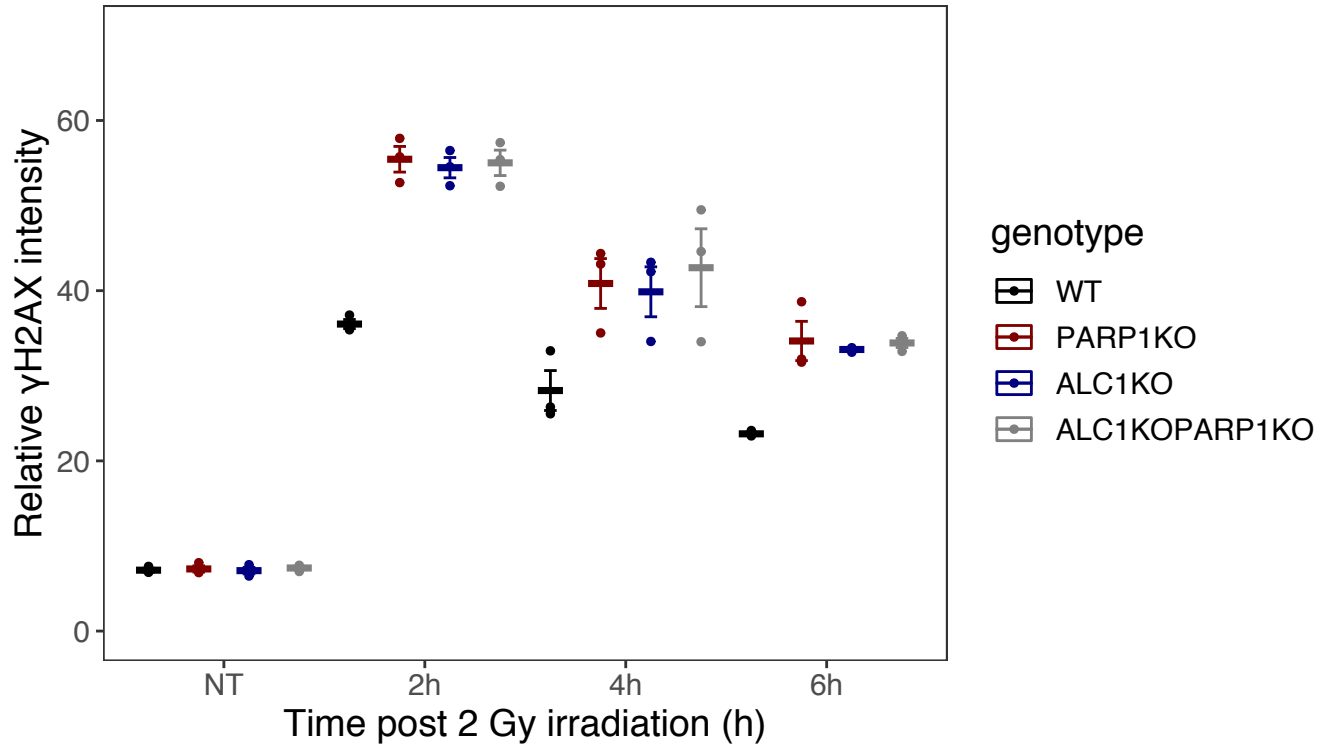 Relative γH2AX intensity
60
40
20
0
NT 2h 4h 6h
Time post 2 Gy irradiation (h)
genotype
WT
PARP1KO
ALC1KO
ALC1KOPARP1KO